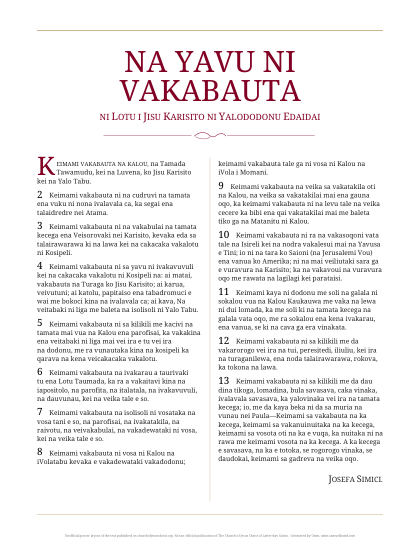 NA YAVU NI
VAKABAUTA
NI LOTU I JISU KARISITO NI YALODODONU EDAIDAI
KEIMAMI VAKABAUTA NA KALOU, na Tamada
Tawamudu, kei na Luvena, ko Jisu Karisito
kei na Yalo Tabu.
2 Keimami vakabauta ni na cudruvi na tamata
ena vuku ni nona ivalavala ca, ka segai ena
talaidredre nei Atama.
3 Keimami vakabauta ni na vakabulai na tamata
kecega ena Veisorovaki nei Karisito, kevaka eda sa
talairawarawa ki na lawa kei na cakacaka vakalotu
ni Kosipeli.
4 Keimami vakabauta ni sa yavu ni ivakavuvuli
kei na cakacaka vakalotu ni Kosipeli na: ai matai,
vakabauta na Turaga ko Jisu Karisito; ai karua,
veivutuni; ai katolu, papitaiso ena tabadromuci e
wai me bokoci kina na ivalavala ca; ai kava, Na
veitabaki ni liga me baleta na isolisoli ni Yalo Tabu.
5 Keimami vakabauta ni sa kilikili me kacivi na
tamata mai vua na Kalou ena parofisai, ka vakakina
ena veitabaki ni liga mai vei ira e tu vei ira
na dodonu, me ra vunautaka kina na kosipeli ka
qarava na kena veicakacaka vakalotu.
6 Keimami vakabauta na ivakarau a taurivaki
tu ena Lotu Taumada, ka ra a vakaitavi kina na
iapositolo, na parofita, na italatala, na ivakavuvuli,
na dauvunau, kei na veika tale e so.
7 Keimami vakabauta na isolisoli ni vosataka na
vosa tani e so, na parofisai, na ivakatakila, na
raivotu, na veivakabulai, na vakadewataki ni vosa,
kei na veika tale e so.
8 Keimami vakabauta ni vosa ni Kalou na
iVolatabu kevaka e vakadewataki vakadodonu;
keimami vakabauta tale ga ni vosa ni Kalou na
iVola i Momani.
9 Keimami vakabauta na veika sa vakatakila oti
na Kalou, na veika sa vakatakilai mai ena gauna
oqo, ka keimami vakabauta ni na levu tale na veika
cecere ka bibi ena qai vakatakilai mai me baleta
tiko ga na Matanitu ni Kalou.
10 Keimami vakabauta ni ra na vakasoqoni vata
tale na Isireli kei na nodra vakalesui mai na Yavusa
e Tini; io ni na tara ko Saioni (na Jerusalemi Vou)
ena vanua ko Amerika; ni na mai veiliutaki sara ga
e vuravura na Karisito; ka na vakavoui na vuravura
oqo me rawata na lagilagi kei parataisi.
11 Keimami kaya ni dodonu me soli na galala ni
sokalou vua na Kalou Kaukauwa me vaka na lewa
ni dui lomada, ka me soli ki na tamata kecega na
galala vata oqo, me ra sokalou ena kena ivakarau,
ena vanua, se ki na cava ga era vinakata.
12 Keimami vakabauta ni sa kilikili me da
vakarorogo vei ira na tui, peresitedi, iliuliu, kei ira
na turaganilewa, ena noda talairawarawa, rokova,
ka tokona na lawa.
13 Keimami vakabauta ni sa kilikili me da dau
dina tikoga, lomadina, bula savasava, caka vinaka,
ivalavala savasava, ka yalovinaka vei ira na tamata
kecega; io, me da kaya beka ni da sa muria na
vunau nei Paula—Keimami sa vakabauta na ka
kecega, keimami sa vakanuinuitaka na ka kecega,
keimami sa vosota oti na ka e vuqa, ka nuitaka ni na
rawa me keimami vosota na ka kecega. A ka kecega
e savasava, na ka e totoka, se rogorogo vinaka, se
daudokai, keimami sa gadreva na veika oqo.
JOSEFA SIMICI.